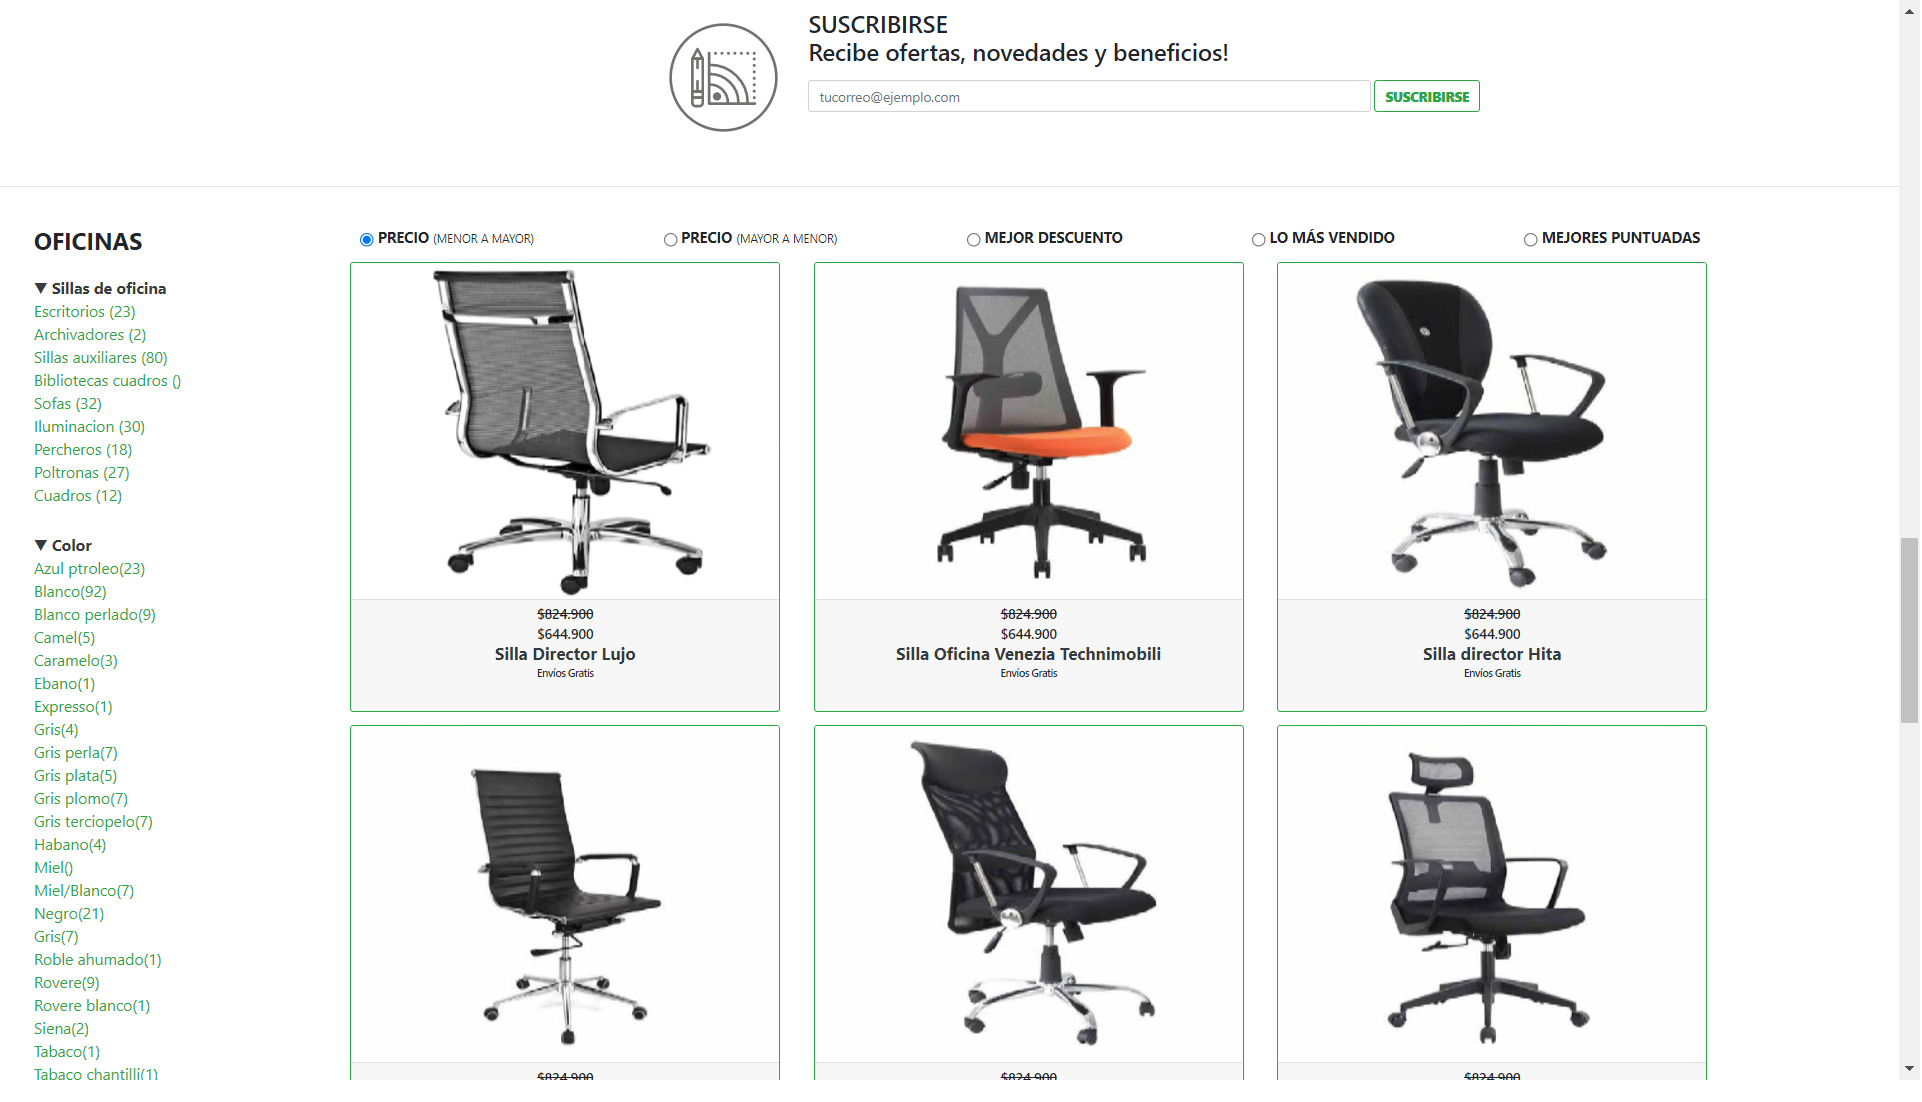 SUSCRIBIRSE
Recibe ofertas, novedades y beneficios!
tucorreo@ejemplo.com
SUSCRIBIRSE
OFICINAS
▼ Sillas de oficina
Escritorios (23)
Archivadores (2)
Sillas auxiliares (80)
Bibliotecas cuadros ()
Sofas (32)
Iluminacion (30)
Percheros (18)
Poltronas (27)
Cuadros (12)
▼ Color
Azul ptroleo(23)
Blanco(92)
Blanco perlado(9)
Camel(5)
Caramelo(3)
Ebano(1)
Expresso(1)
Gris(4)
Gris perla(7)
Gris plata(5)
Gris plomo(7)
Gris terciopelo(7)
Habano(4)
Miel()
Miel/Blanco(7)
Negro(21)
Gris(7)
Roble ahumado(1)
Rovere(9)
Rovere blanco(1)
Siena(2)
Tabaco(1)
Tabaco chantilli(1)
PRECIO (MENOR A MAYOR)
PRECIO (MAYOR A MENOR)
MEJOR DESCUENTO
LO MÁS VENDIDO
MEJORES PUNTUADAS
$824.900
$644.900
Silla Director Lujo
Envíos Gratis
$824.900
$644.900
Silla Oficina Venezia Technimobili
Envíos Gratis
$824.900
$644.900
Silla director Hita
Envíos Gratis
$824.900
$824.900
$824.900